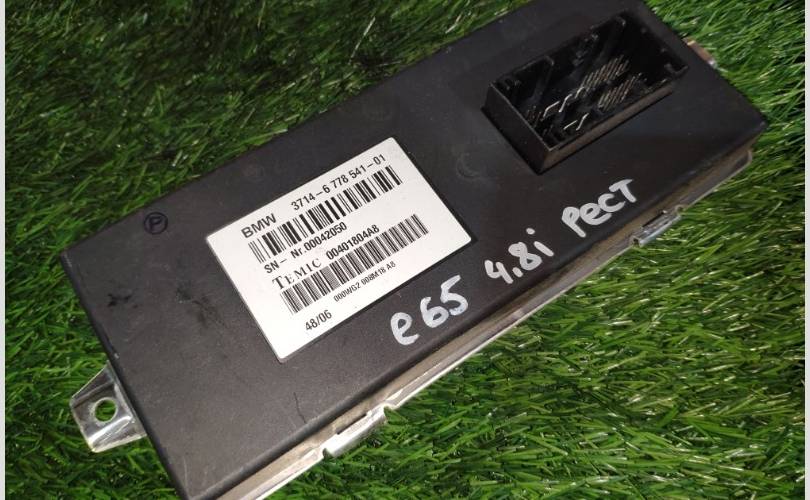 P
BMW 3714-6 778 541-01
SN- Nr.00042050
TEMIC 00401804A8
000WG2 008M18 A8
48/06
e65 4.8i рест